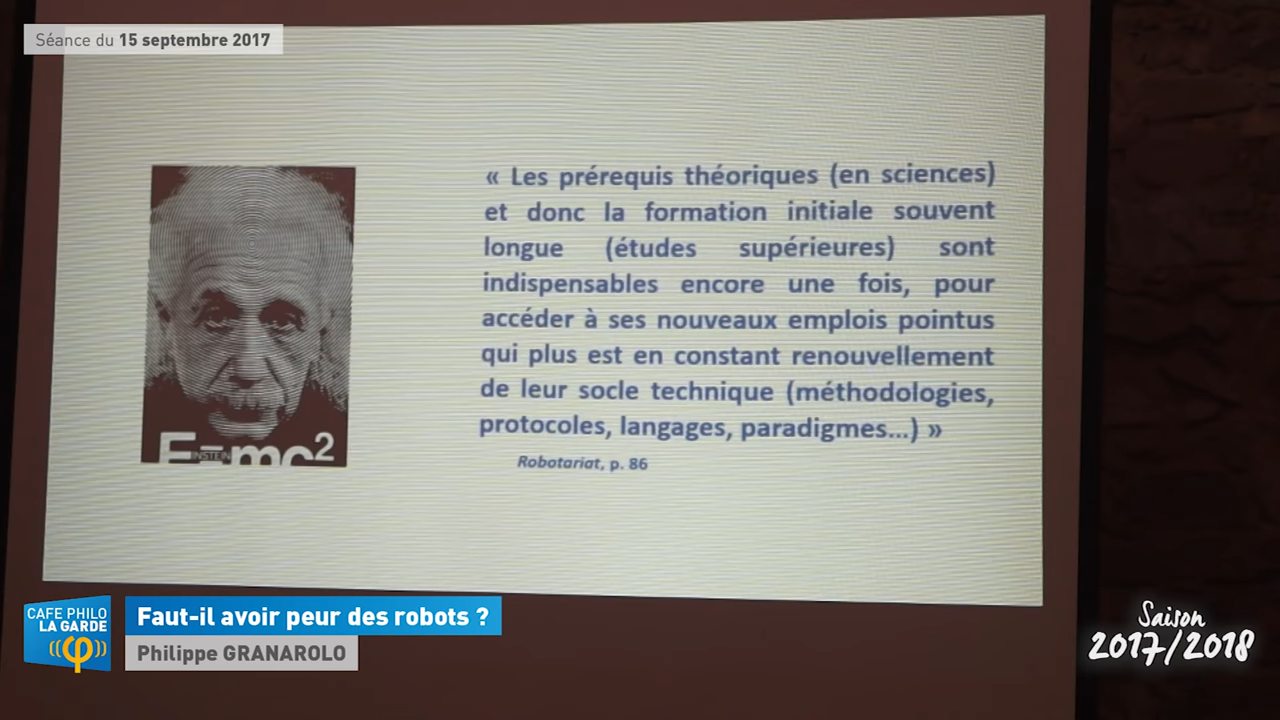 Séance du 15 septembre 2017
« Les prérequis théoriques (en sciences)
et donc la formation initiale souvent
longue (études supérieures) sont
indispensables encore une fois, pour
accéder à ses nouveaux emplois pointus
qui plus est en constant renouvellement
de leur socle technique (méthodologies,
protocoles, langages, paradigmes...) »
Robotariat, p. 86
E=mc2
EINSTEIN
CAFE PHILO
LA GARDE
φ
Faut-il avoir peur des robots ?
Philippe GRANAROLO
Saison
2017/2018